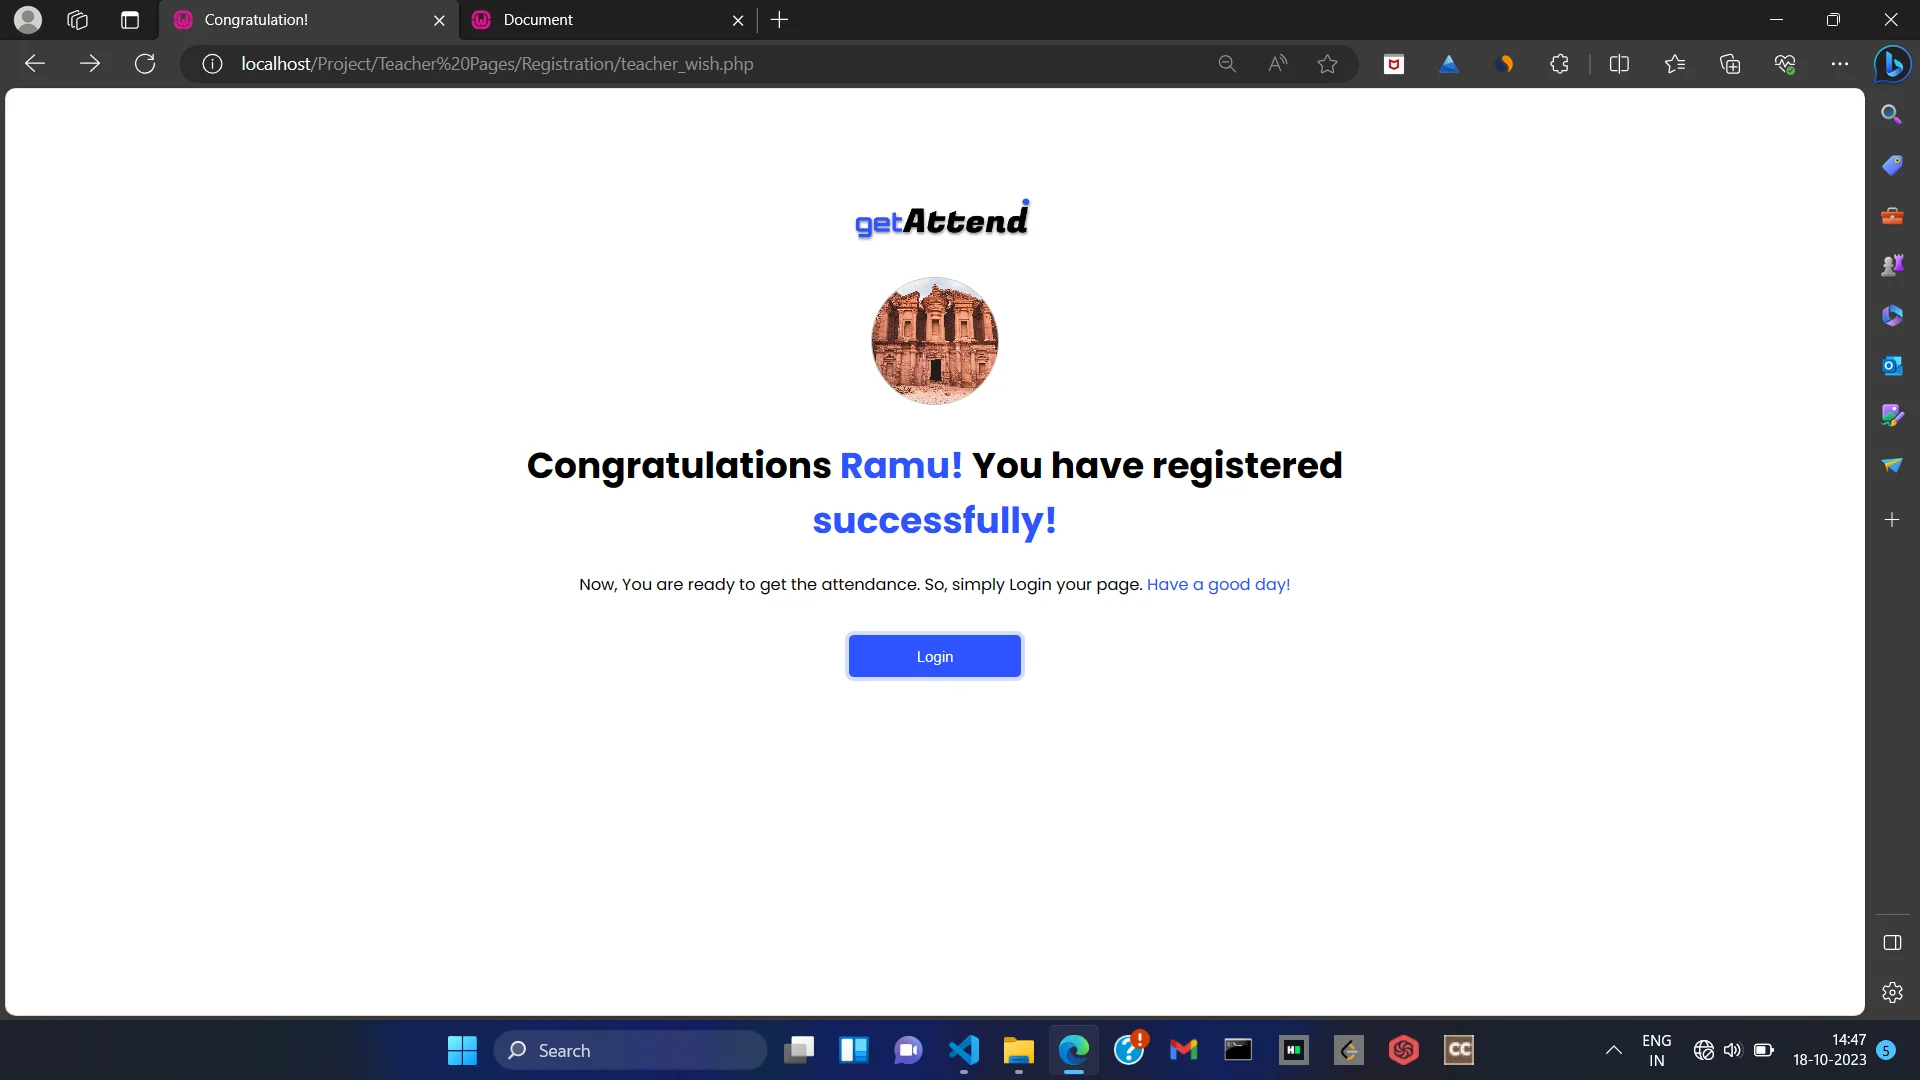 Congratulation!
Document
localhost/Project/Teacher%20Pages/Registration/teacher_wish.php
getAttend
Congratulations Ramu! You have registered
successfully!
Now, You are ready to get the attendance. So, simply Login your page. Have a good day!
Login
Search
CC
ENG
IN
14:47
18-10-2023
5